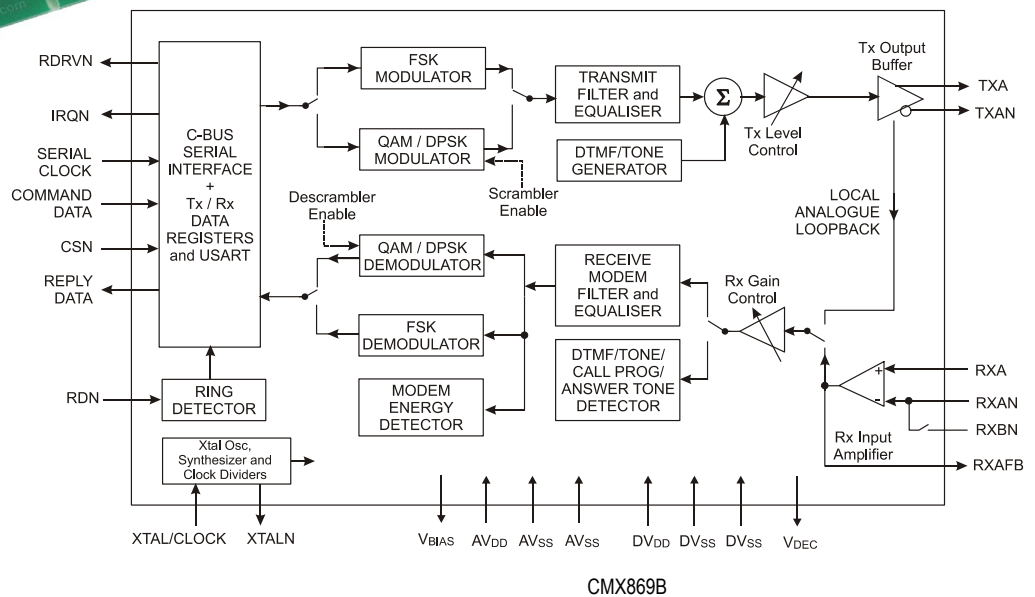 .com
RDRVN
IRQN
SERIAL
CLOCK
COMMAND
DATA
CSN
REPLY
DATA
RDN
C-BUS
SERIAL
INTERFACE
+
Tx / Rx
DATA
REGISTERS
and USART
RING
DETECTOR
Xtal Osc,
Synthesizer and
Clock Dividers
XTAL/CLOCK
XTALN
FSK
MODULATOR
QAM / DPSK
MODULATOR
Descrambler
Enable
Scrambler
Enable
QAM / DPSK
DEMODULATOR
FSK
DEMODULATOR
MODEM
ENERGY
DETECTOR
TRANSMIT
FILTER and
EQUALISER
Σ
DTMF/TONE
GENERATOR
Tx Level
Control
Tx Output
Buffer
TXA
TXAN
LOCAL
ANALOGUE
LOOPBACK
RECEIVE
MODEM
FILTER and
EQUALISER
Rx Gain
Control
DTMF/TONE/
CALL PROG/
ANSWER TONE
DETECTOR
+
-
Rx Input
Amplifier
RXA
RXAN
RXBN
RXAFB
VBIAS
AVDD
AVSS
AVSS
DVDD
DVSS
DVSS
VDEC
CMX869B